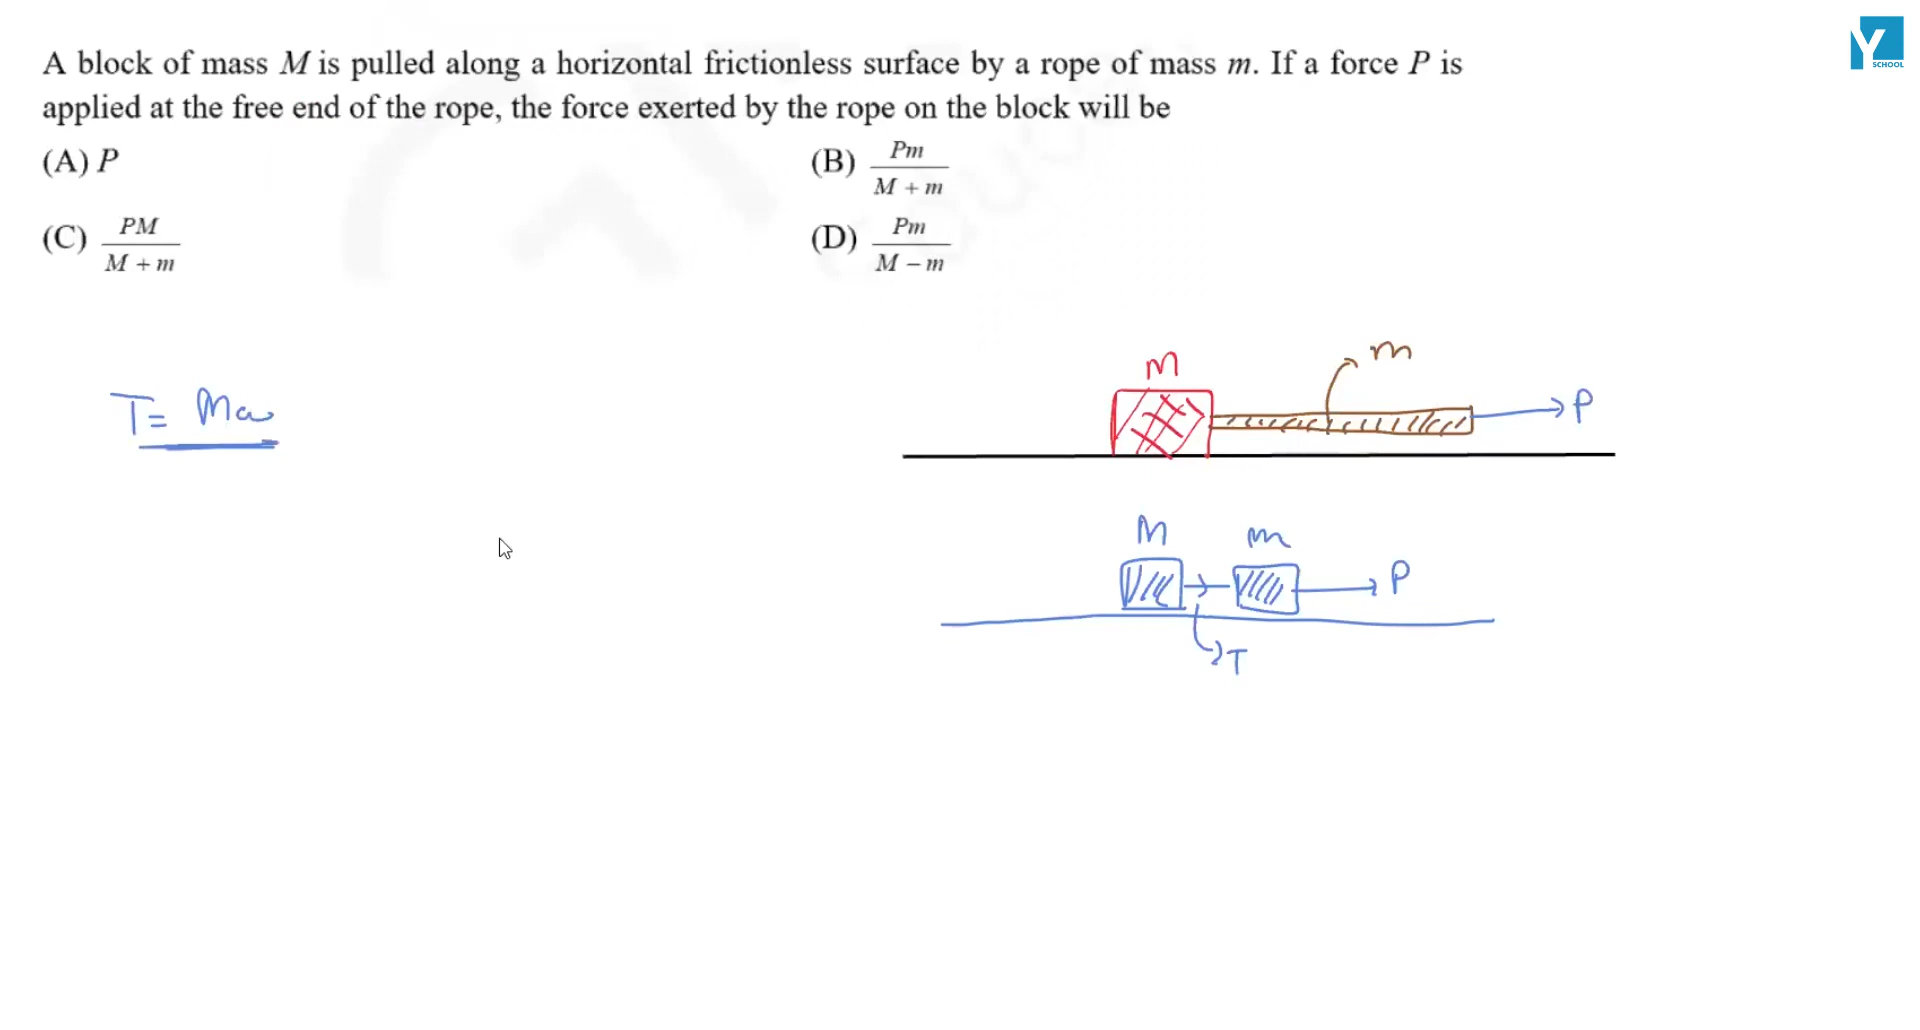 Y SCHOOL
A block of mass M is pulled along a horizontal frictionless surface by a rope of mass m. If a force P is
applied at the free end of the rope, the force exerted by the rope on the block will be
(A) P (B) Pm / M + m
(C) PM / M + m (D) Pm / M − m
m
M
T = Ma
P
M m
P
T